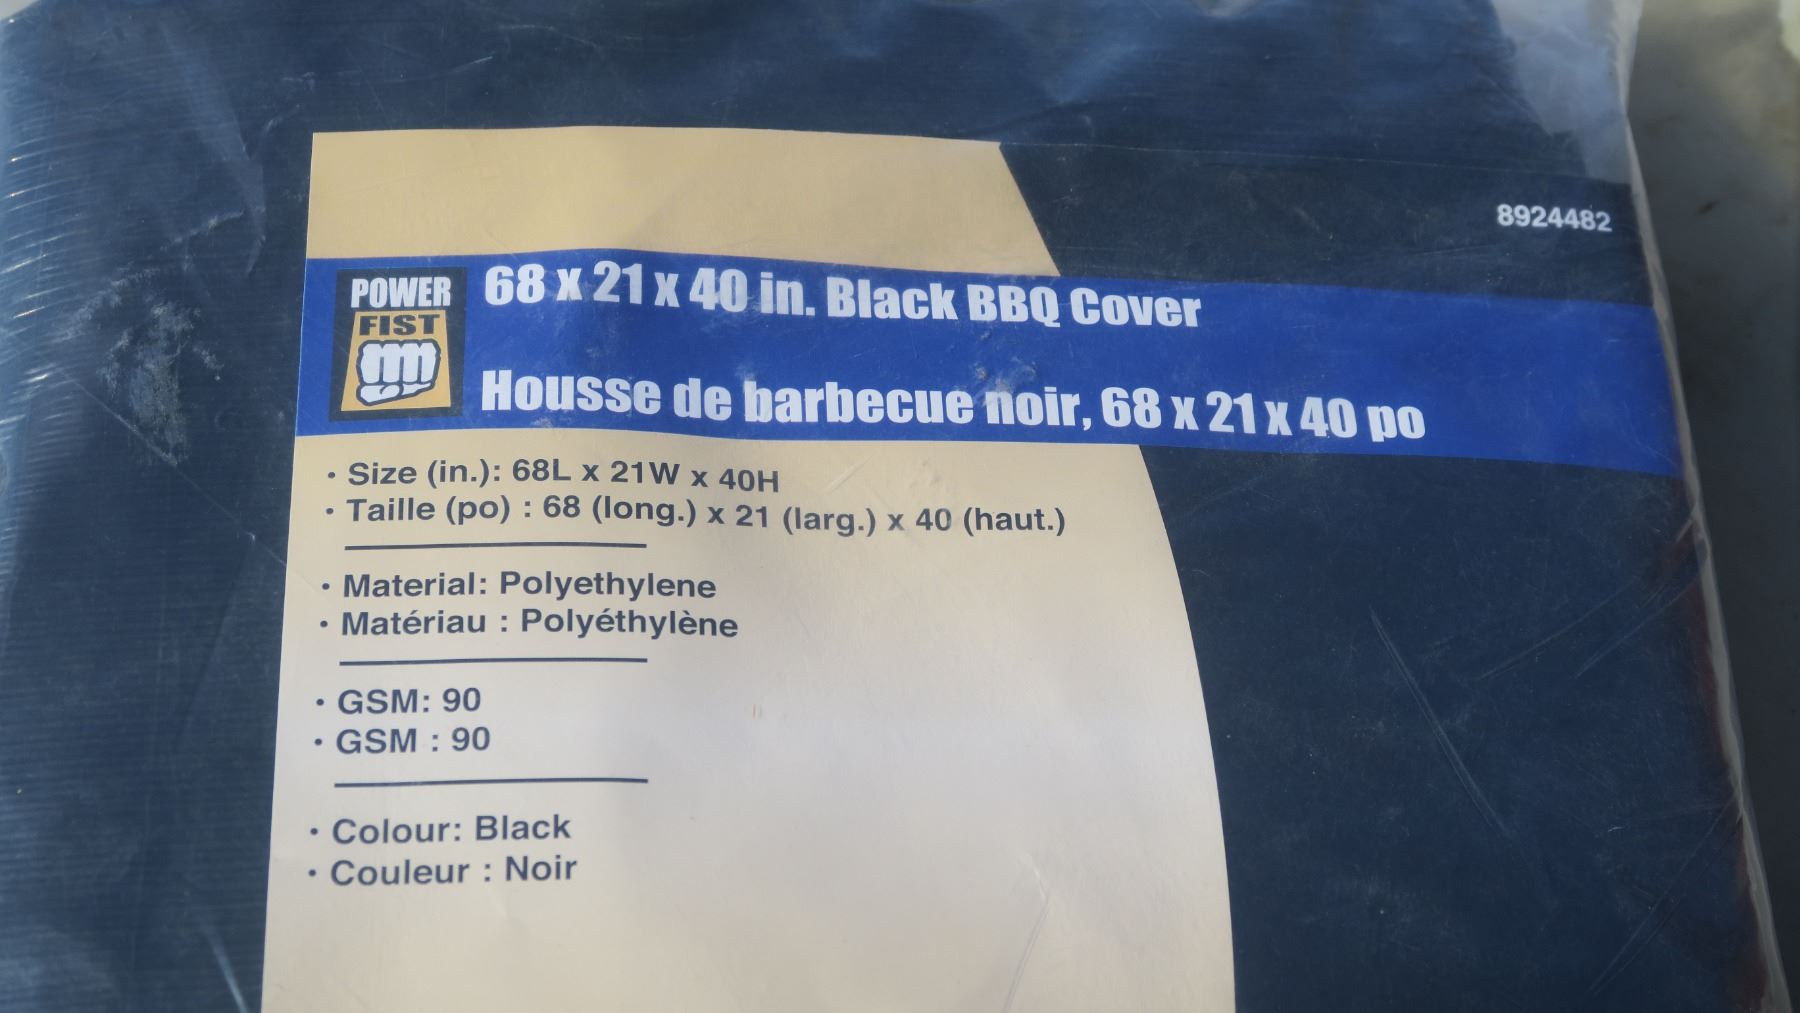 8924482
POWER
FIST
68 x 21 x 40 in. Black BBQ Cover
Housse de barbecue noir, 68 x 21 x 40 po
• Size (in.): 68L x 21W x 40H
• Taille (po) : 68 (long.) x 21 (larg.) x 40 (haut.)
• Material: Polyethylene
• Matériau : Polyéthylène
• GSM: 90
• GSM : 90
• Colour: Black
• Couleur : Noir